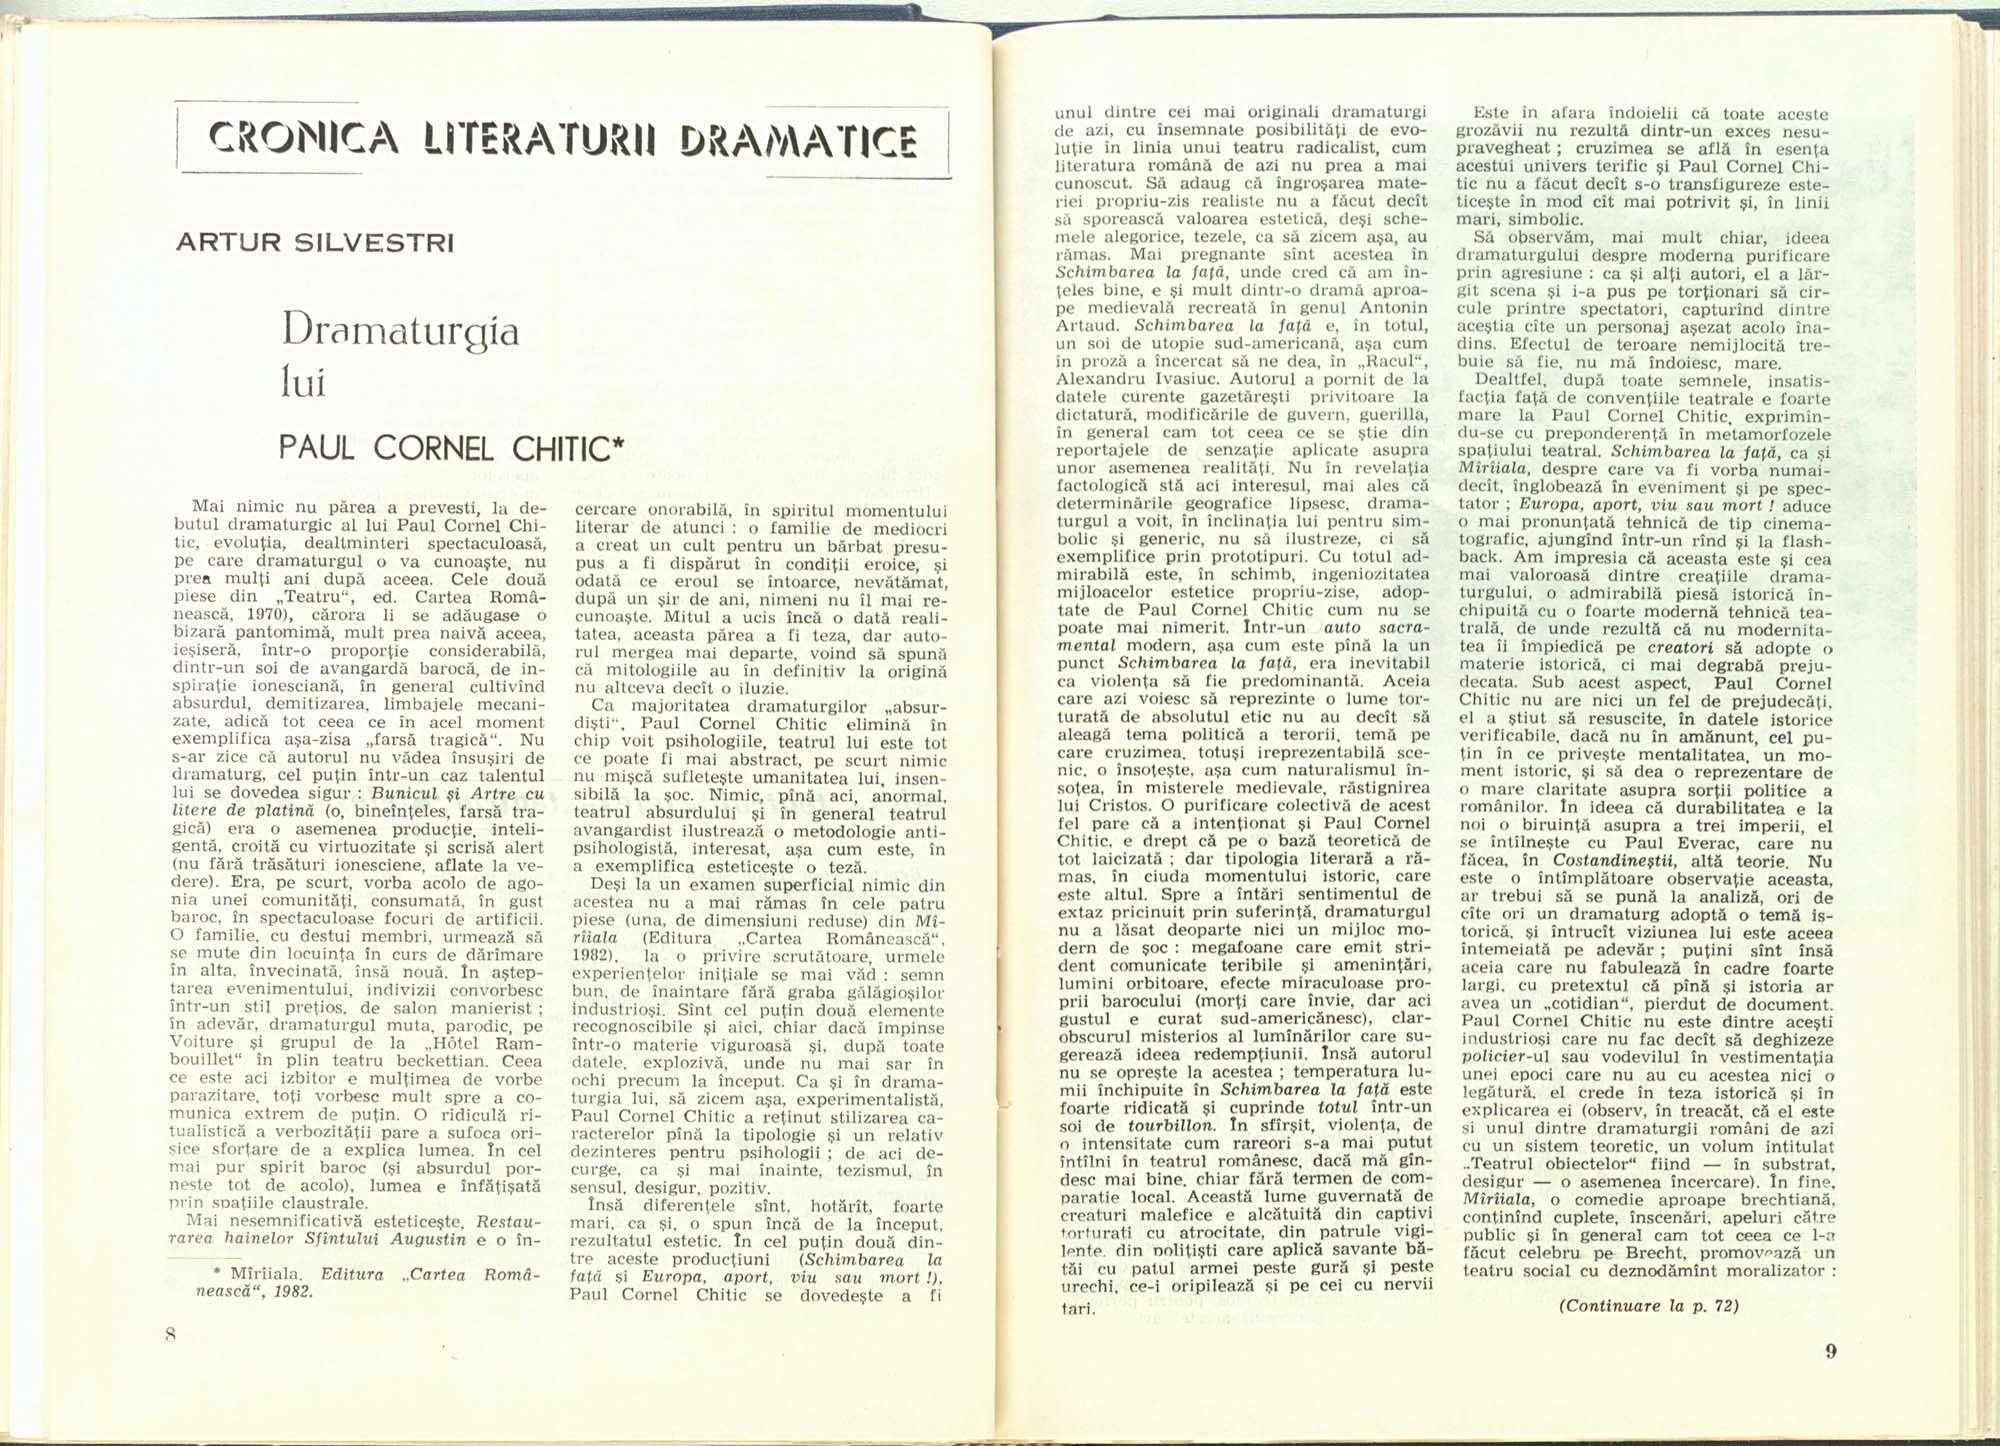 CRONICA LITERATURII DRAMATICE
ARTUR SILVESTRI
Dramaturgia
lui
PAUL CORNEL CHITIC*
Mai nimic nu părea a prevesti, la de-
butul dramaturgic al lui Paul Cornel Chi-
tic, evoluția, dealtminteri spectaculoasă,
pe care dramaturgul o va cunoaște, nu
prea mulți ani după aceea. Cele două
piese din „Teatru“, ed. Cartea Româ-
nească, 1970), cărora li se adăugase o
bizară pantomimă, mult prea naivă aceea,
ieșiseră, într-o proporție considerabilă,
dintr-un soi de avangardă barocă, de in-
spirație ionesciană, în general cultivînd
absurdul, demitizarea, limbajele mecani-
zate, adică tot ceea ce în acel moment
exemplifica așa-zisa „farsă tragică“. Nu
s-ar zice că autorul nu vădea însușiri de
dramaturg, cel puțin într-un caz talentul
lui se dovedea sigur : Bunicul și Artre cu
litere de platină (o, bineînțeles, farsă tra-
gică) era o asemenea producție, inteli-
gentă, croită cu virtuozitate și scrisă alert
(nu fără trăsături ionesciene, aflate la ve-
dere). Era, pe scurt, vorba acolo de ago-
nia unei comunități, consumată, în gust
baroc, în spectaculoase focuri de artificii.
O familie, cu destui membri, urmează să
se mute din locuința în curs de dărîmare
în alta, învecinată, însă nouă. În aștep-
tarea evenimentului, indivizii convorbesc
într-un stil prețios, de salon manierist ;
în adevăr, dramaturgul muta, parodic, pe
Voiture și grupul de la „Hôtel Ram-
bouillet“ în plin teatru beckettian. Ceea
ce este aci izbitor e mulțimea de vorbe
parazitare, toți vorbesc mult spre a co-
munica extrem de puțin. O ridiculă ri-
tualistică a verbozității pare a sufoca ori-
sice sforțare de a explica lumea. În cel
mai pur spirit baroc (și absurdul por-
neste tot de acolo), lumea e înfățișată
prin spațiile claustrale.
Mai nesemnificativă esteticește, Restau-
rarea hainelor Sfîntului Augustin e o în-
* Mîrîiala, Editura „Cartea Româ-
nească“, 1982.
8
cercare onorabilă, în spiritul momentului
literar de atunci : o familie de mediocri
a creat un cult pentru un bărbat presu-
pus a fi dispărut în condiții eroice, și
odată ce eroul se întoarce, nevătămat,
după un șir de ani, nimeni nu îl mai re-
cunoaște. Mitul a ucis încă o dată reali-
tatea, aceasta părea a fi teza, dar auto-
rul mergea mai departe, voind să spună
că mitologiile au în definitiv la origină
nu altceva decît o iluzie.
Ca majoritatea dramaturgilor „absur-
diști“, Paul Cornel Chitic elimină în
chip voit psihologiile, teatrul lui este tot
ce poate fi mai abstract, pe scurt nimic
nu mișcă sufletește umanitatea lui, insen-
sibilă la șoc. Nimic, pînă aci, anormal,
teatrul absurdului și în general teatrul
avangardist ilustrează o metodologie anti-
psihologistă, interesat, așa cum este, în
a exemplifica esteticește o teză.
Deși la un examen superficial nimic din
acestea nu a mai rămas în cele patru
piese (una, de dimensiuni reduse) din Mî-
rîiala (Editura „Cartea Românească“,
1982), la o privire scrutătoare, urmele
experiențelor inițiale se mai văd : semn
bun, de înaintare fără graba gălăgioșilor
industrioși. Sînt cel puțin două elemente
recognoscibile și aici, chiar dacă împinse
într-o materie viguroasă și, după toate
datele, explozivă, unde nu mai sar în
ochi precum la început. Ca și în drama-
turgia lui, să zicem așa, experimentalistă,
Paul Cornel Chitic a reținut stilizarea ca-
racterelor pînă la tipologie și un relativ
dezinteres pentru psihologii ; de aci de-
curge, ca și mai înainte, tezismul, în
sensul, desigur, pozitiv.
Însă diferențele sînt, hotărît, foarte
mari, ca și, o spun încă de la început,
rezultatul estetic. În cel puțin două din-
tre aceste producțiuni (Schimbarea la
față și Europa, aport, viu sau mort !),
Paul Cornel Chitic se dovedește a fi
unul dintre cei mai originali dramaturgi
de azi, cu însemnate posibilități de evo-
luție în linia unui teatru radicalist, cum
literatura română de azi nu prea a mai
cunoscut. Să adaug că îngroșarea mate-
riei propriu-zis realiste nu a făcut decît
să sporească valoarea estetică, deși sche-
mele alegorice, tezele, ca să zicem așa, au
rămas. Mai pregnante sînt acestea în
Schimbarea la față, unde cred că am în-
țeles bine, e și mult dintr-o dramă aproa-
pe medievală recreată în genul Antonin
Artaud. Schimbarea la față e, în totul,
un soi de utopie sud-americană, așa cum
în proză a încercat să ne dea, în „Racul“,
Alexandru Ivasiuc. Autorul a pornit de la
datele curente gazetărești privitoare la
dictatură, modificările de guvern, guerilla,
în general cam tot ceea ce se știe din
reportajele de senzație aplicate asupra
unor asemenea realități. Nu în revelația
factologică stă aci interesul, mai ales că
determinările geografice lipsesc, drama-
turgul a voit, în înclinația lui pentru sim-
bolic și generic, nu să ilustreze, ci să
exemplifice prin prototipuri. Cu totul ad-
mirabilă este, în schimb, ingeniozitatea
mijloacelor estetice propriu-zise, adop-
tate de Paul Cornel Chitic cum nu se
poate mai nimerit. Într-un auto sacra-
mental modern, așa cum este pînă la un
punct Schimbarea la față, era inevitabil
ca violența să fie predominantă. Aceia
care azi voiesc să reprezinte o lume tor-
turată de absolutul etic nu au decît să
aleagă tema politică a terorii, temă pe
care cruzimea, totuși ireprezentabilă sce-
nic, o însoțește, așa cum naturalismul în-
soțea, în misterele medievale, răstignirea
lui Cristos. O purificare colectivă de acest
fel pare că a intenționat și Paul Cornel
Chitic, e drept că pe o bază teoretică de
tot laicizată ; dar tipologia literară a ră-
mas, în ciuda momentului istoric, care
este altul. Spre a întări sentimentul de
extaz pricinuit prin suferință, dramaturgul
nu a lăsat deoparte nici un mijloc mo-
dern de șoc : megafoane care emit stri-
dent comunicate teribile și amenințări,
lumini orbitoare, efecte miraculoase pro-
prii barocului (morți care învie, dar aci
gustul e curat sud-americănesc), clar-
obscurul misterios al lumînărilor care su-
gerează ideea redempțiunii. Însă autorul
nu se oprește la acestea ; temperatura lu-
mii închipuite în Schimbarea la față este
foarte ridicată și cuprinde totul într-un
soi de tourbillon. În sfîrșit, violența, de
o intensitate cum rareori s-a mai putut
întîlni în teatrul românesc, dacă mă gîn-
desc mai bine, chiar fără termen de com-
parație local. Această lume guvernată de
creaturi malefice e alcătuită din captivi
torturati cu atrocitate, din patrule vigi-
lente, din polițiști care aplică savante bă-
tăi cu patul armei peste gură și peste
urechi, ce-i oripilează și pe cei cu nervii
tari.
Este în afara îndoielii că toate aceste
grozăvii nu rezultă dintr-un exces nesu-
pravegheat ; cruzimea se află în esența
acestui univers terific și Paul Cornel Chi-
tic nu a făcut decît s-o transfigureze este-
ticește în mod cît mai potrivit și, în linii
mari, simbolic.
Să observăm, mai mult chiar, ideea
dramaturgului despre moderna purificare
prin agresiune : ca și alți autori, el a lăr-
git scena și i-a pus pe torționari să cir-
cule printre spectatori, capturînd dintre
aceștia cîte un personaj așezat acolo îna-
dins. Efectul de teroare nemijlocită tre-
buie să fie, nu mă îndoiesc, mare.
Dealtfel, după toate semnele, insatis-
facția față de convențiile teatrale e foarte
mare la Paul Cornel Chitic, exprimîn-
du-se cu preponderență în metamorfozele
spațiului teatral. Schimbarea la față, ca și
Mîrîiala, despre care va fi vorba numai-
decît, înglobează în eveniment și pe spec-
tator ; Europa, aport, viu sau mort ! aduce
o mai pronunțată tehnică de tip cinema-
tografic, ajungînd într-un rînd și la flash-
back. Am impresia că aceasta este și cea
mai valoroasă dintre creațiile drama-
turgului, o admirabilă piesă istorică în-
chipuită cu o foarte modernă tehnică tea-
trală, de unde rezultă că nu modernita-
tea îi împiedică pe creatori să adopte o
materie istorică, ci mai degrabă preju-
decata. Sub acest aspect, Paul Cornel
Chitic nu are nici un fel de prejudecăți,
el a știut să resuscite, în datele istorice
verificabile, dacă nu în amănunt, cel pu-
țin în ce privește mentalitatea, un mo-
ment istoric, și să dea o reprezentare de
o mare claritate asupra sorții politice a
românilor. În ideea că durabilitatea e la
noi o biruință asupra a trei imperii, el
se întîlnește cu Paul Everac, care nu
făcea, în Costandineștii, altă teorie. Nu
este o întîmplătoare observație aceasta,
ar trebui să se pună la analiză, ori de
cîte ori un dramaturg adoptă o temă is-
torică, și întrucît viziunea lui este aceea
întemeiată pe adevăr ; puțini sînt însă
aceia care nu fabulează în cadre foarte
largi, cu pretextul că pînă și istoria ar
avea un „cotidian“, pierdut de document.
Paul Cornel Chitic nu este dintre acești
industrioși care nu fac decît să deghizeze
policier-ul sau vodevilul în vestimentația
unei epoci care nu au cu acestea nici o
legătură, el crede în teza istorică și în
explicarea ei (observ, în treacăt, că el este
si unul dintre dramaturgii români de azi
cu un sistem teoretic, un volum intitulat
„Teatrul obiectelor“ fiind — în substrat,
desigur — o asemenea încercare). În fine,
Mîrîiala, o comedie aproape brechtiană,
conținînd cuplete, înscenări, apeluri către
public și în general cam tot ceea ce l-a
făcut celebru pe Brecht, promovează un
teatru social cu deznodămînt moralizator :
(Continuare la p. 72)
9